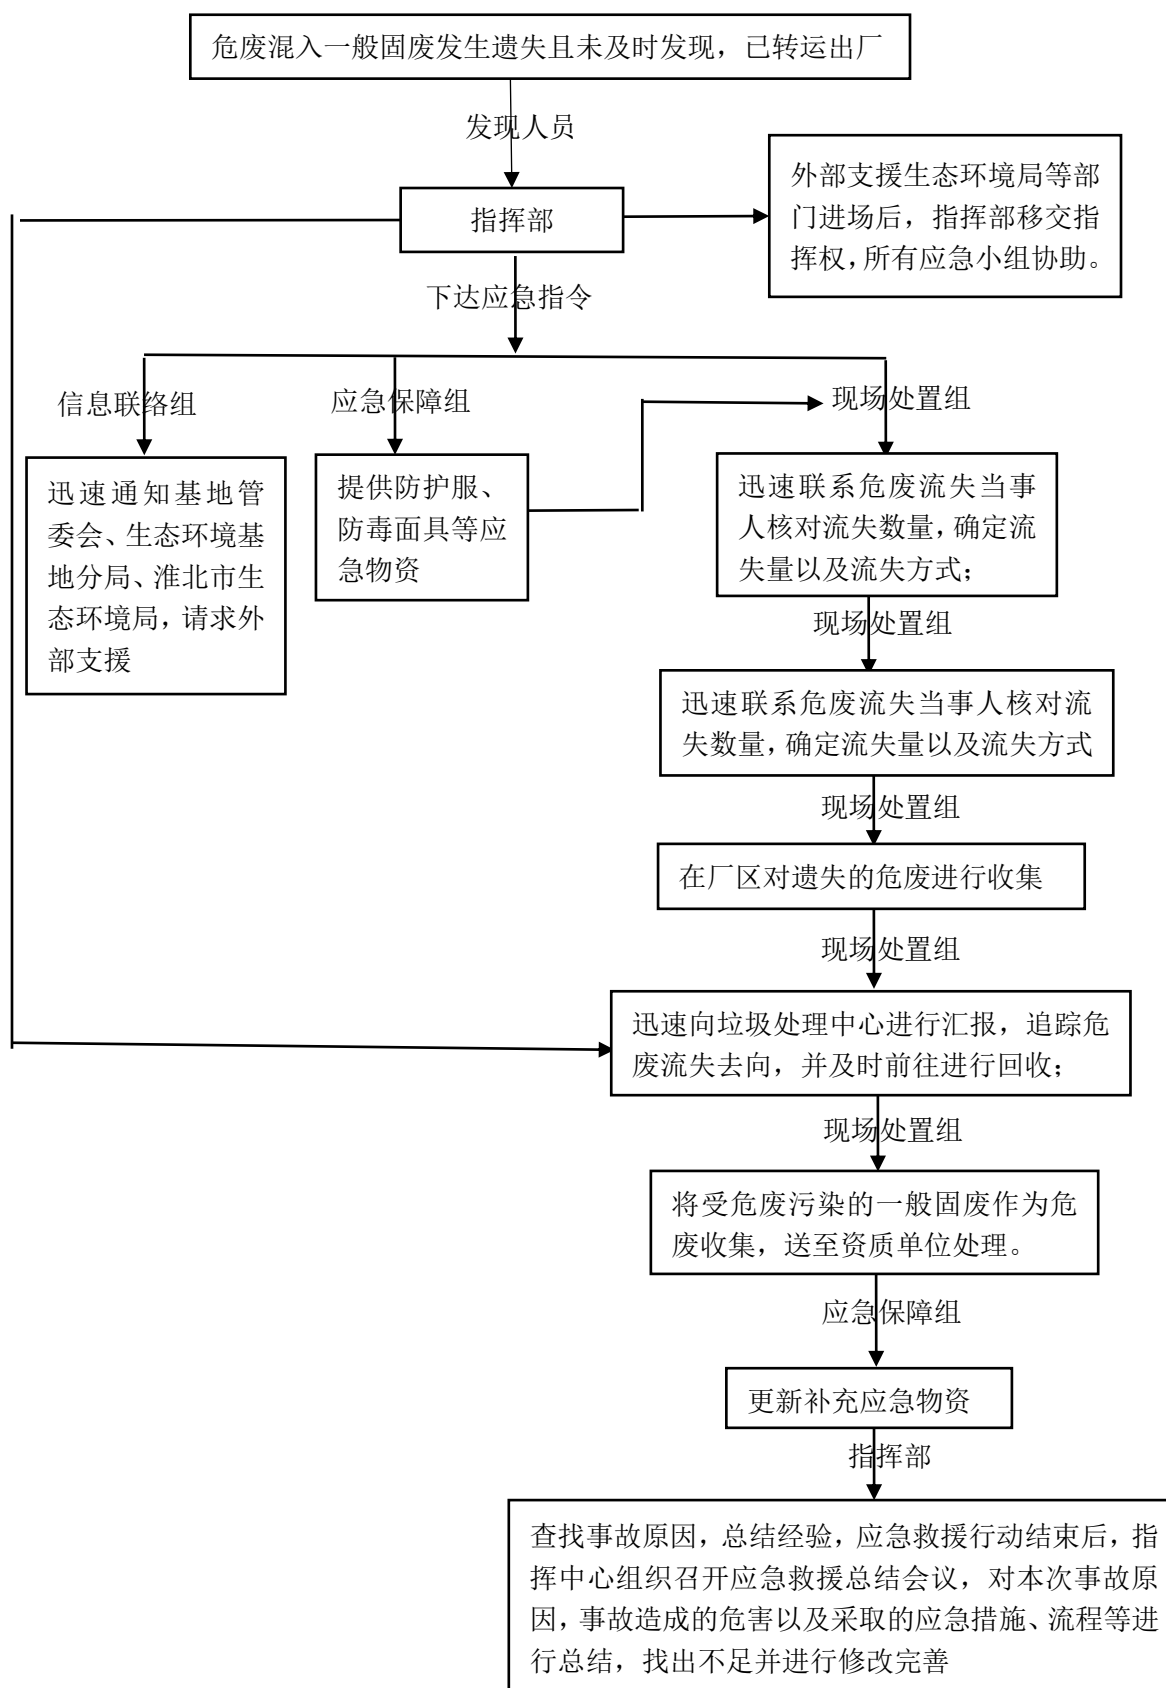 危废混入一般固废发生遗失且未及时发现，已转运出厂
发现人员
外部支援生态环境局等部
门进场后，指挥部移交指
挥权，所有应急小组协助。
指挥部
下达应急指令
信息联络组
应急保障组
现场处置组
迅速通知基地管
委会、生态环境基
地分局、淮北市生
态环境局，请求外
部支援
提供防护服、
防毒面具等应
急物资
迅速联系危废流失当事
人核对流失数量，确定流
失量以及流失方式；
现场处置组
迅速联系危废流失当事人核对流
失数量，确定流失量以及流失方式
现场处置组
在厂区对遗失的危废进行收集
现场处置组
迅速向垃圾处理中心进行汇报，追踪危
废流失去向，并及时前往进行回收；
现场处置组
将受危废污染的一般固废作为危
废收集，送至资质单位处理。
应急保障组
更新补充应急物资
指挥部
查找事故原因，总结经验，应急救援行动结束后，指
挥中心组织召开应急救援总结会议，对本次事故原
因，事故造成的危害以及采取的应急措施、流程等进
行总结，找出不足并进行修改完善